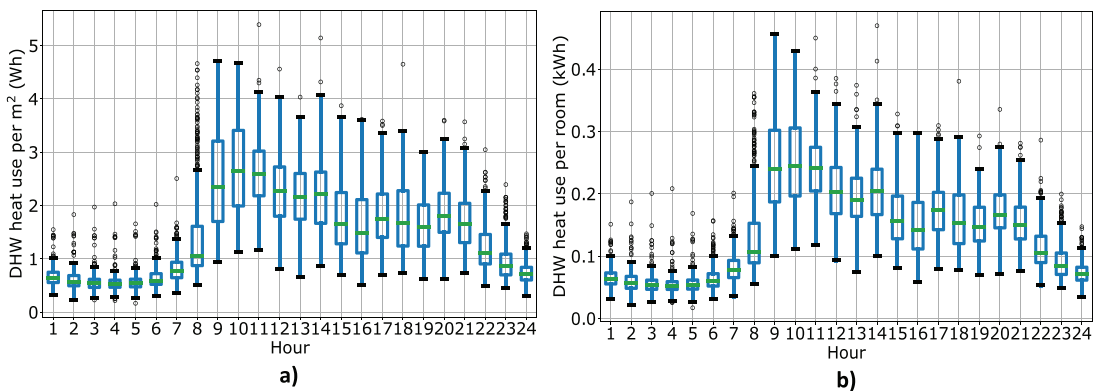 DHW heat use per m² (Wh)
5
4
3
2
1
0
1 2 3 4 5 6 7 8 9 10 11 12 13 14 15 16 17 18 19 20 21 22 23 24
Hour
a)
DHW heat use per room (kWh)
0.4
0.3
0.2
0.1
0.0
1 2 3 4 5 6 7 8 9 10 11 12 13 14 15 16 17 18 19 20 21 22 23 24
Hour
b)